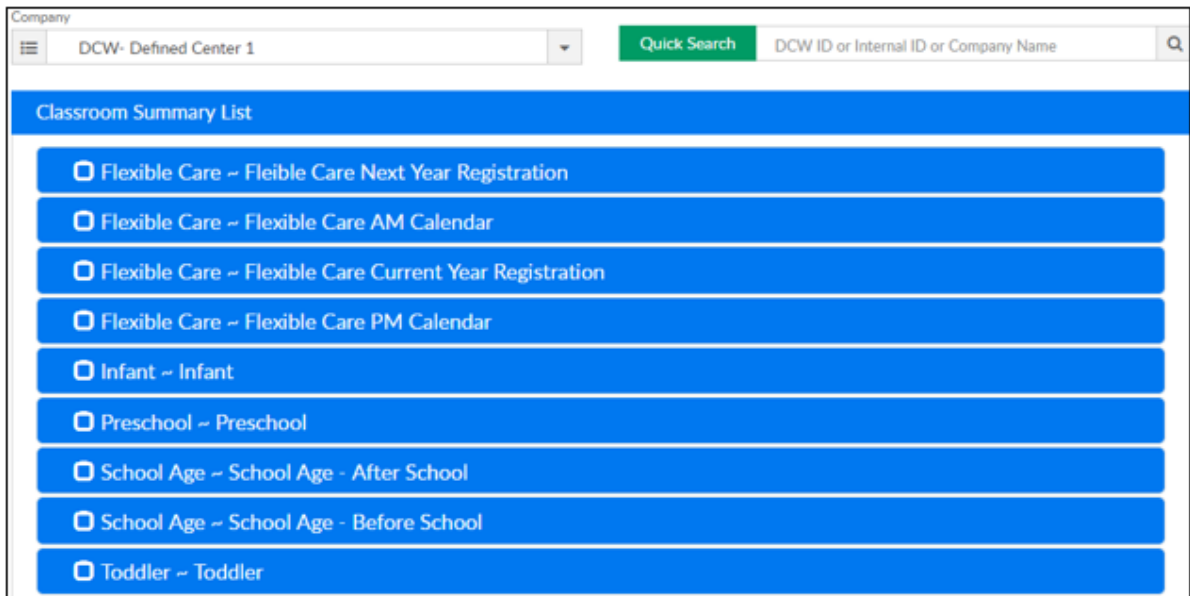 Company
DCW- Defined Center 1
Quick Search
DCW ID or Internal ID or Company Name
Classroom Summary List
Flexible Care ~ Fleible Care Next Year Registration
Flexible Care ~ Flexible Care AM Calendar
Flexible Care ~ Flexible Care Current Year Registration
Flexible Care ~ Flexible Care PM Calendar
Infant ~ Infant
Preschool ~ Preschool
School Age ~ School Age - After School
School Age ~ School Age - Before School
Toddler ~ Toddler